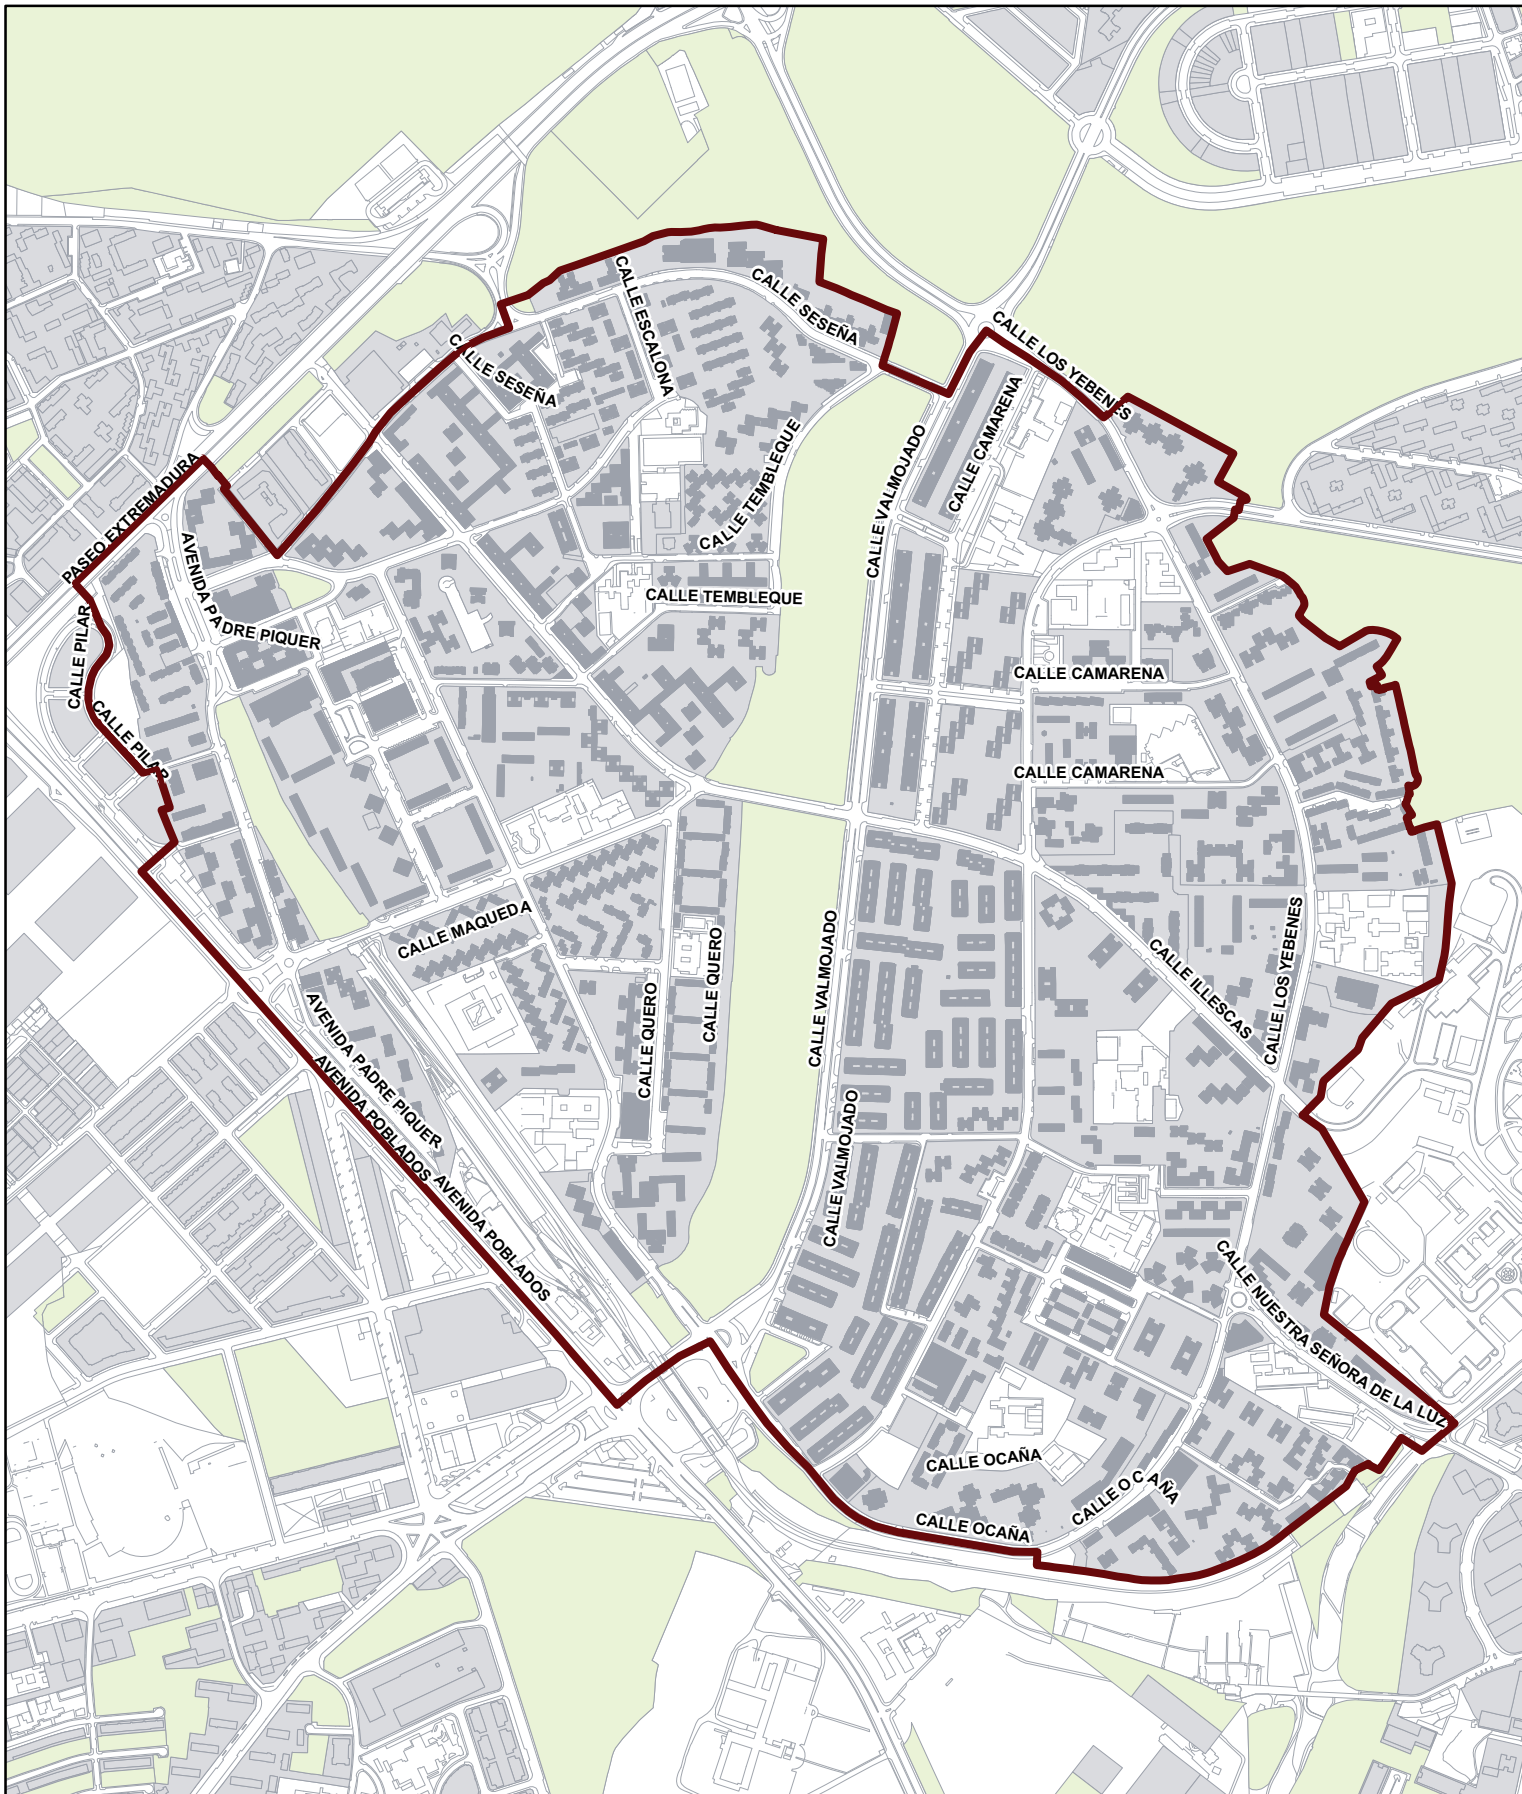 CALLE ESCALONA
CALLE SESEÑA
CALLE SESEÑA
CALLE LOS YEBENES
CALLE CAMARENA
CALLE TEMBLEQUE
CALLE VALMOJADO
PASEO EXTREMADURA
AVENIDA PADRE PIQUER
CALLE TEMBLEQUE
CALLE PILAR
CALLE CAMARENA
CALLE PILAR
CALLE CAMARENA
CALLE MAQUEDA
CALLE QUERO
CALLE QUERO
CALLE VALMOJADO
CALLE ILLESCAS
CALLE LOS YEBENES
AVENIDA PADRE PIQUER
AVENIDA POBLADOS
AVENIDA POBLADOS
CALLE VALMOJADO
CALLE NUESTRA SEÑORA DE LA LUZ
CALLE OCAÑA
CALLE OCAÑA
CALLE OCAÑA